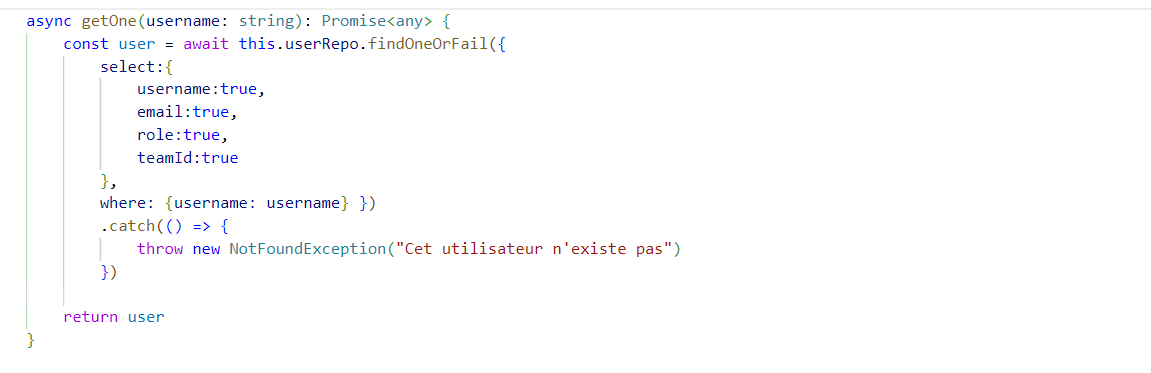 async getOne(username: string): Promise<any> {
const user = await this.userRepo.findOneOrFail({
select:{
username:true,
email:true,
role:true,
teamId:true
},
where: {username: username} })
.catch(() => {
throw new NotFoundException("Cet utilisateur n'existe pas")
})
return user
}